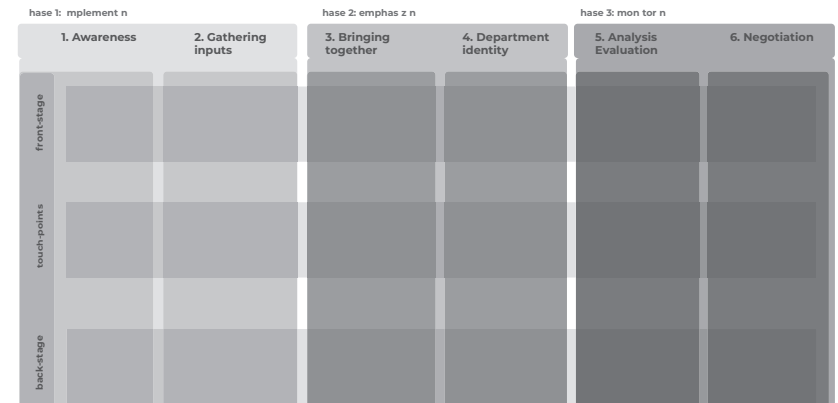 hase 1: mplement n
hase 2: emphas z n
hase 3: mon tor n
1. Awareness
2. Gathering
inputs
3. Bringing
together
4. Department
identity
5. Analysis
Evaluation
6. Negotiation
front-stage
touch-points
back-stage